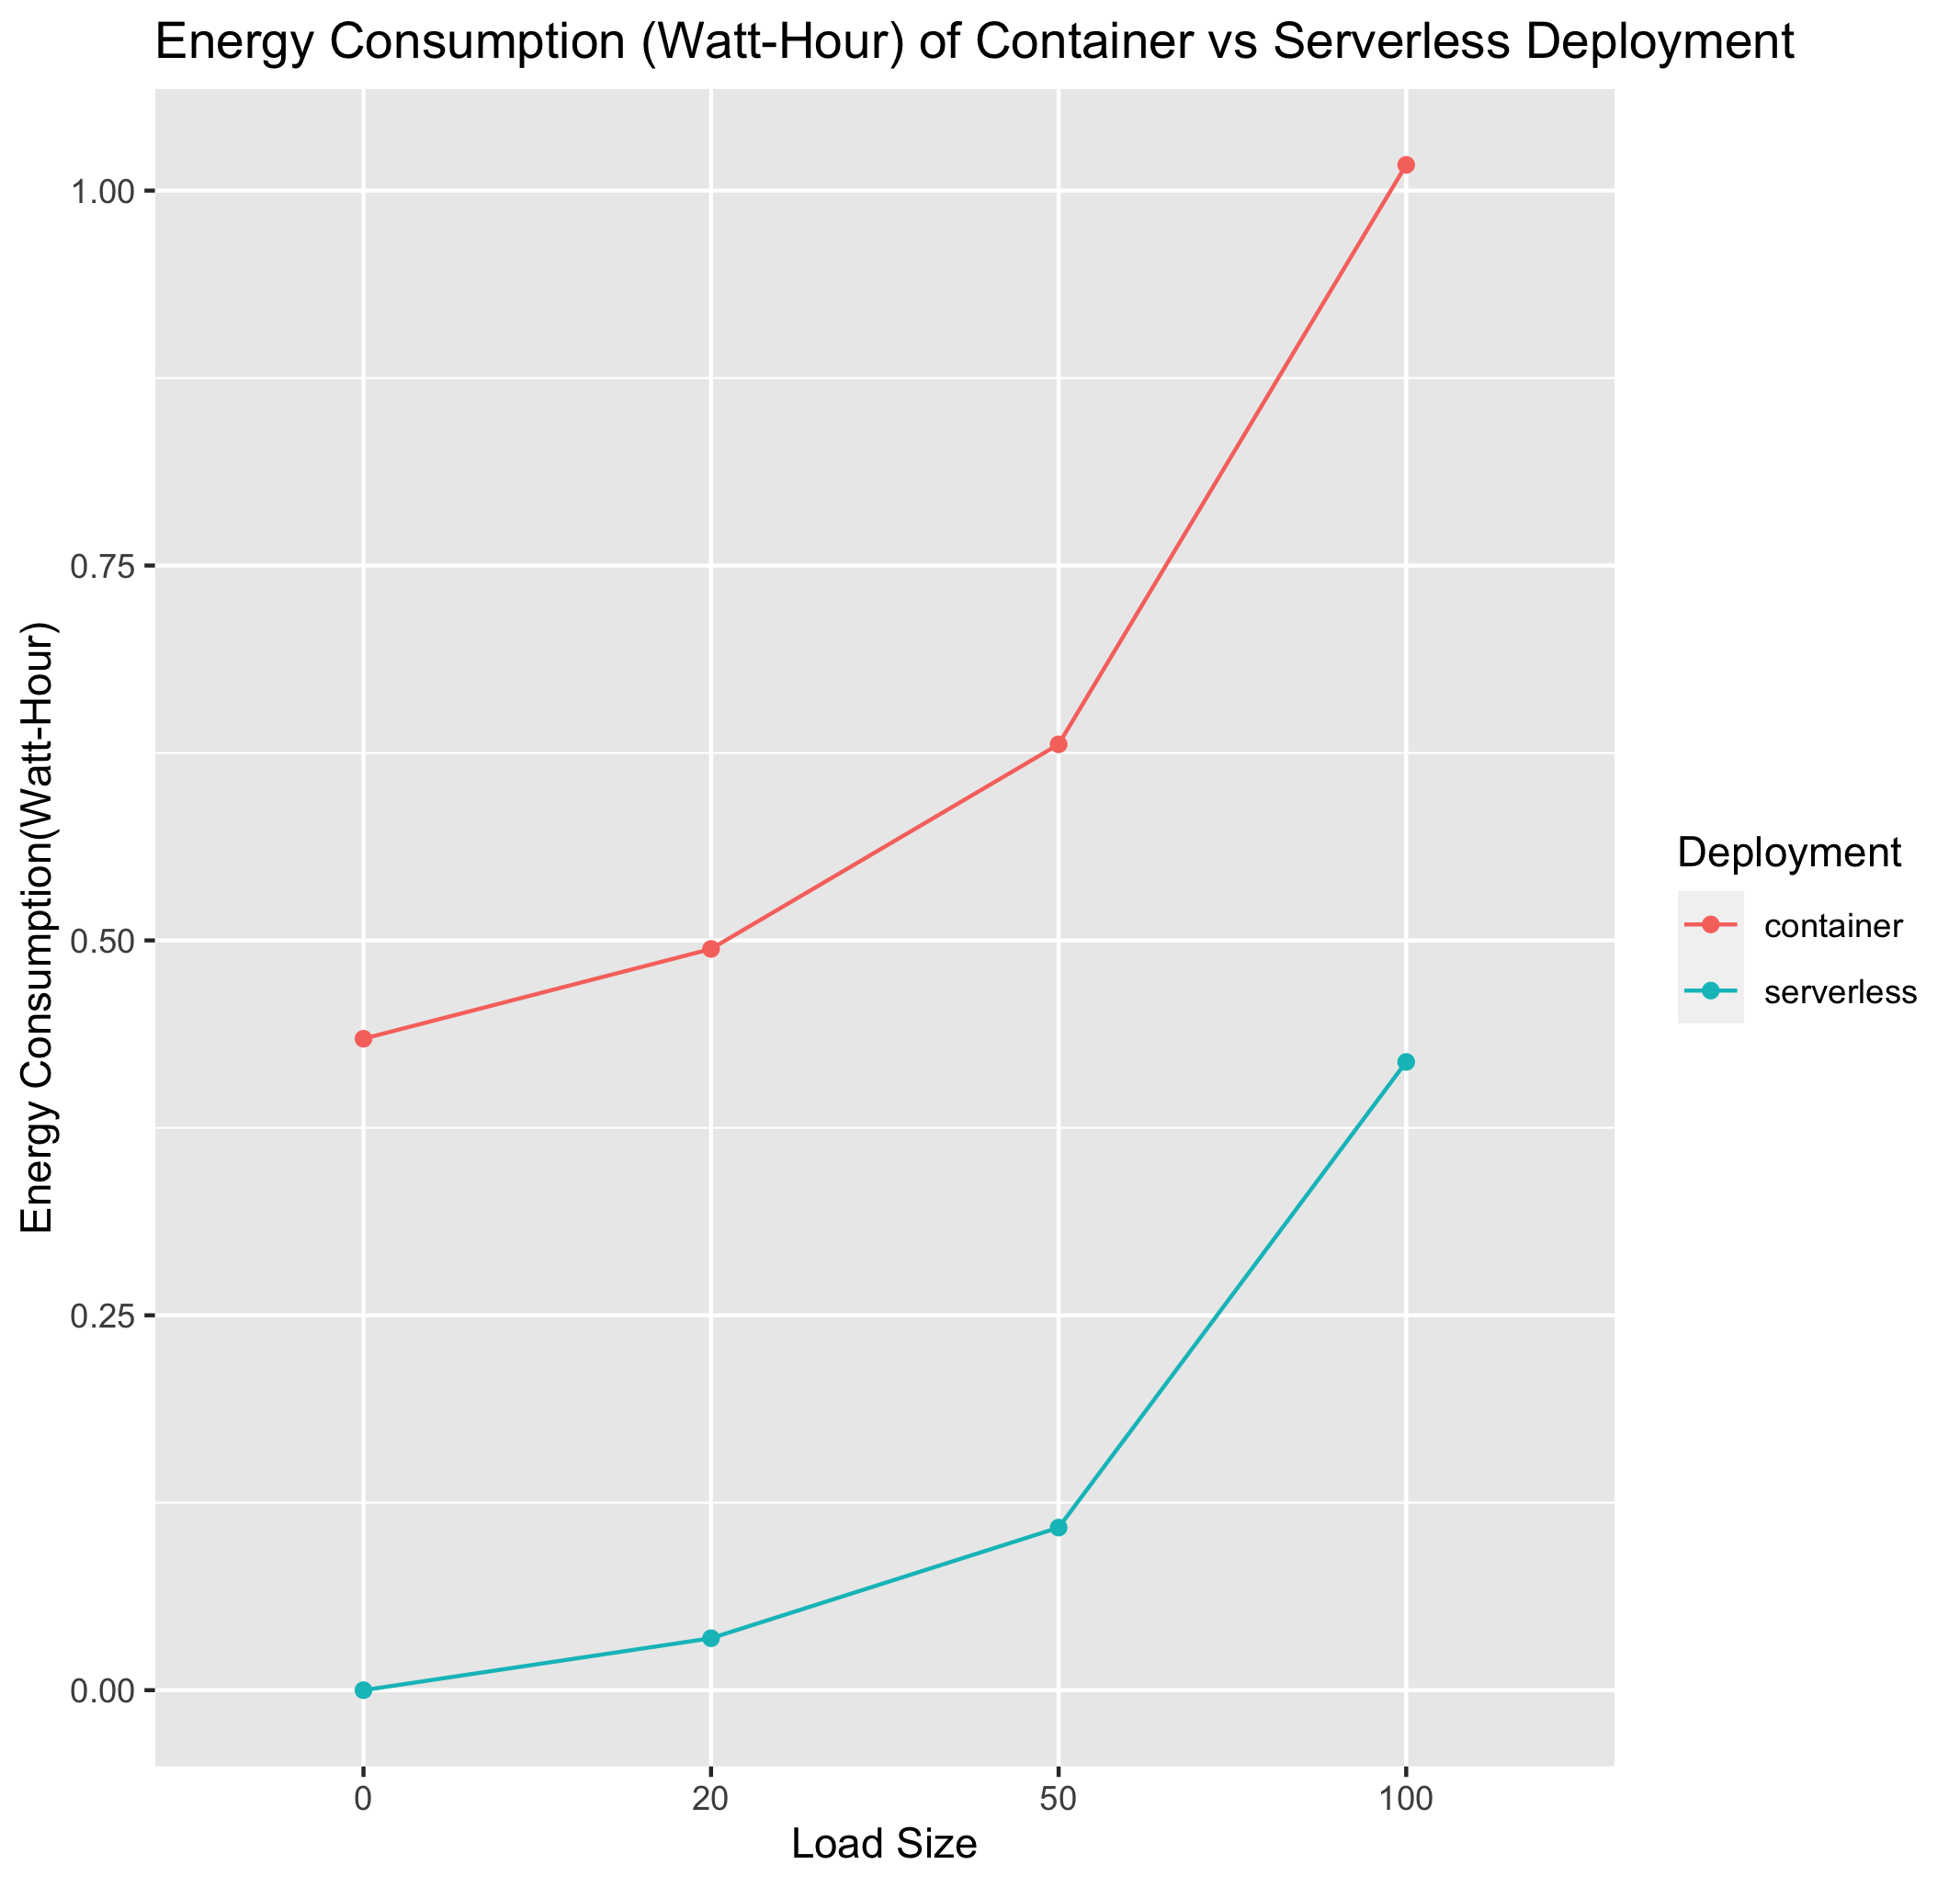 Energy Consumption (Watt-Hour) of Container vs Serverless Deployment
Energy Consumption(Watt-Hour)
1.00
0.75
0.50
0.25
0.00
0
20
50
100
Load Size
Deployment
container
serverless